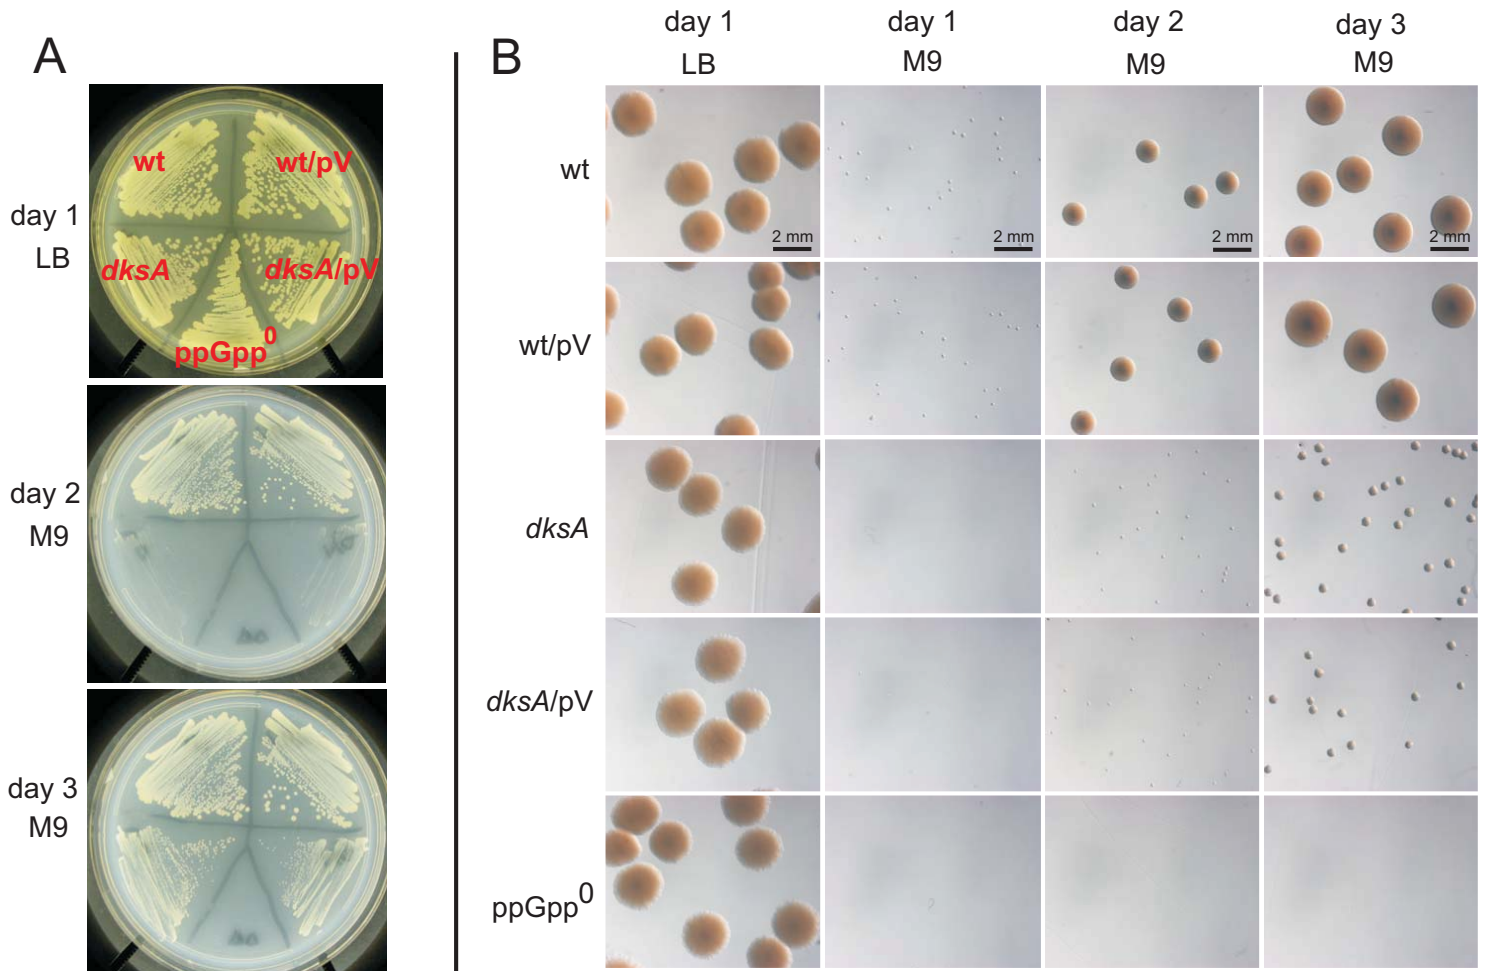 A
day 1
LB
wt
wt/pV
dksA
dksA/pV
ppGpp0
day 2
M9
day 3
M9
B
day 1
LB
day 1
M9
day 2
M9
day 3
M9
wt
2 mm
2 mm
2 mm
2 mm
wt/pV
dksA
dksA/pV
ppGpp0